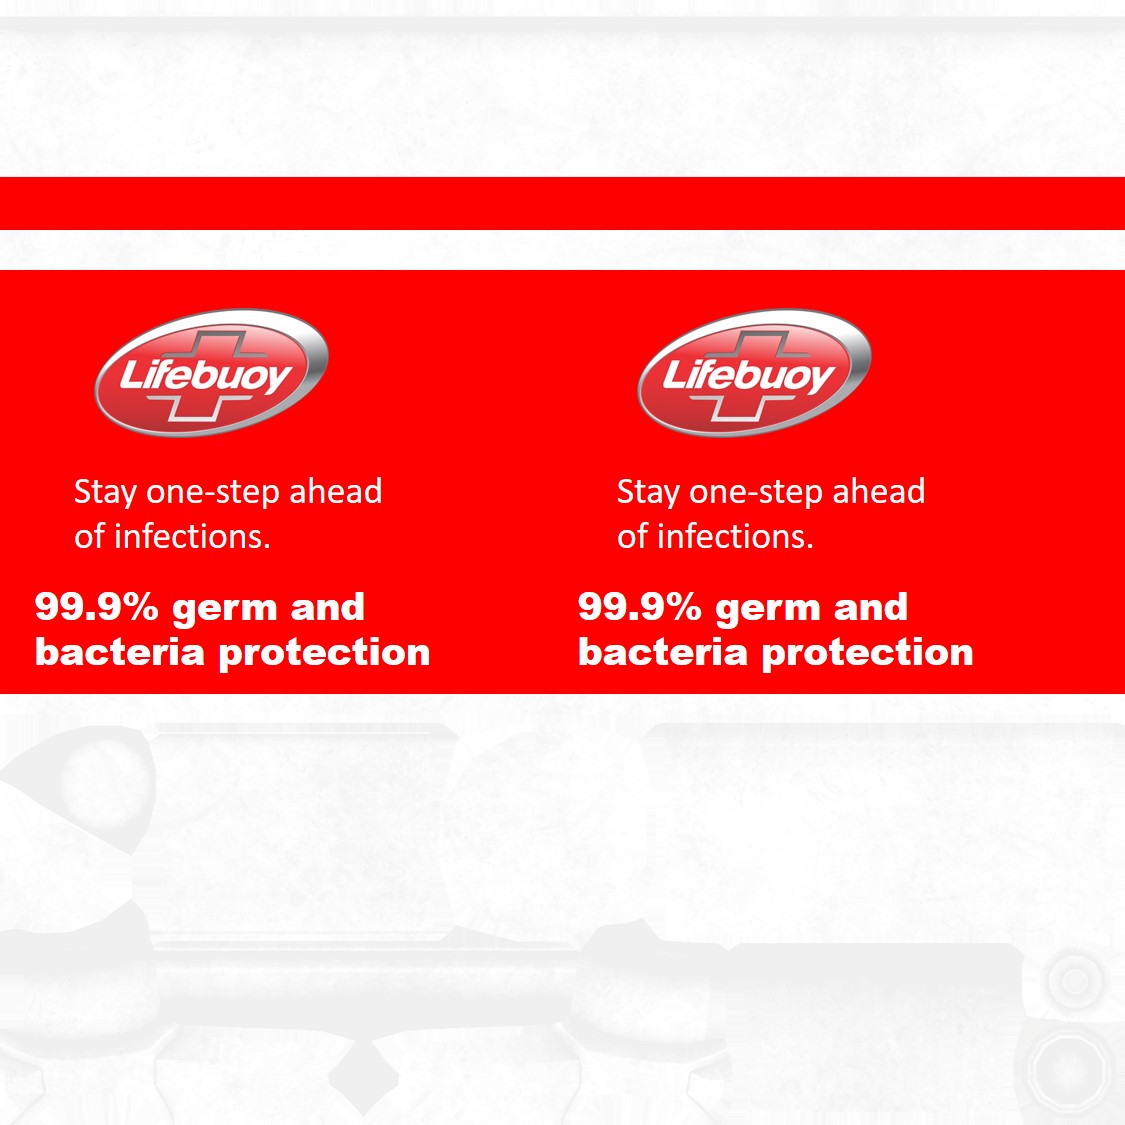 Lifebuoy
Stay one-step ahead
of infections.
99.9% germ and
bacteria protection
Lifebuoy
Stay one-step ahead
of infections.
99.9% germ and
bacteria protection